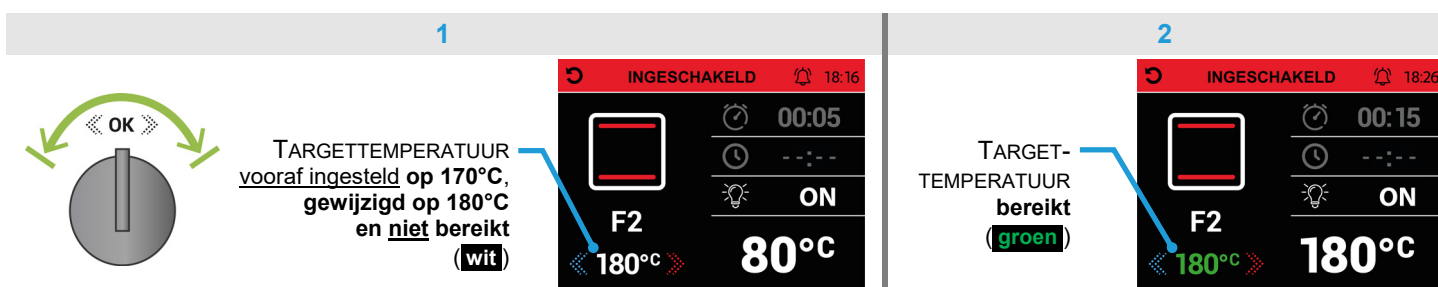 1
2
« OK »
TARGETTEMPERATUUR
vooraf ingesteld op 170°C,
gewijzigd op 180°C
en niet bereikt
(wit)
INGESCHAKELD 18:16
00:05
--:--
ON
F2
« 180°C »
80°C
TARGET-
TEMPERATUUR
bereikt
(groen)
INGESCHAKELD 18:26
00:15
--:--
ON
F2
« 180°C »
180°C